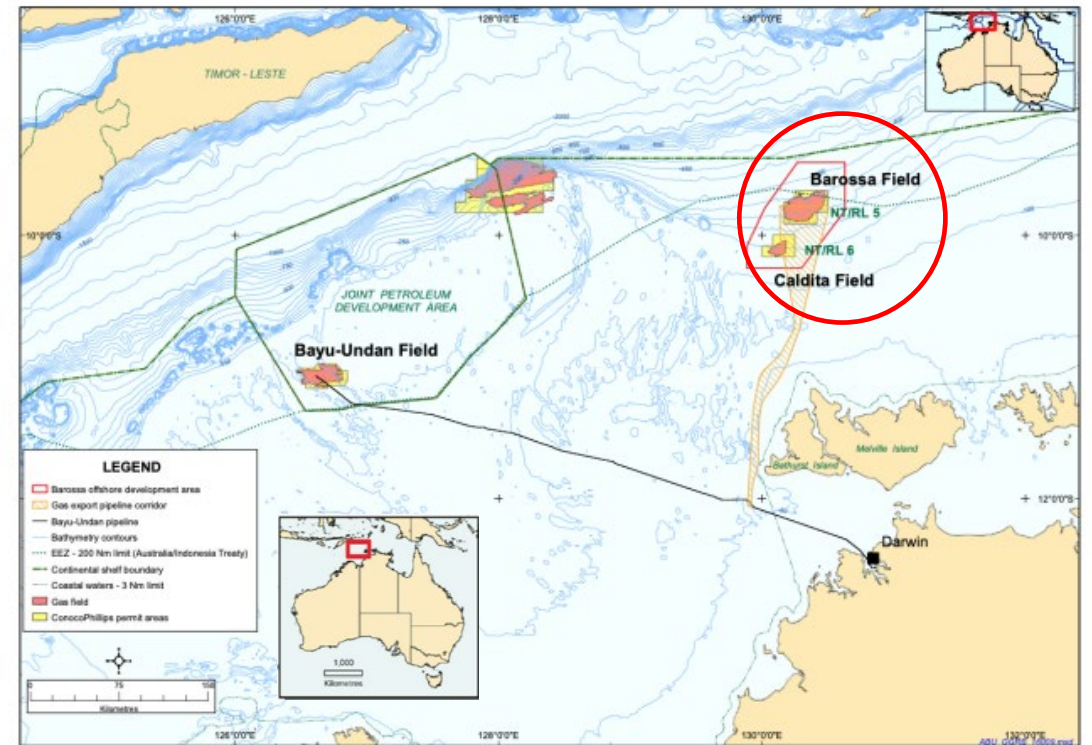 126°0'0"E
128°0'0"E
130°0'0"E
TIMOR - LESTE
Barossa Field
NT/RL 5
10°0'0"S
10°0'0"S
NT/RL 6
Caldita Field
JOINT PETROLEUM
DEVELOPMENT AREA
Bayu-Undan Field
Melville Island
Bathurst Island
12°0'0"S
Darwin
LEGEND
Barossa offshore development area
Gas export pipeline corridor
Bayu-Undan pipeline
Bathymetry contours
EEZ - 200 Nm limit (Australia/Indonesia Treaty)
Continental shelf boundary
Coastal waters - 3 Nm limit
Gas field
ConocoPhillips permit areas
0 75 150
Kilometres
1,000
Kilometres
126°0'0"E
128°0'0"E
130°0'0"E
132°0'0"E